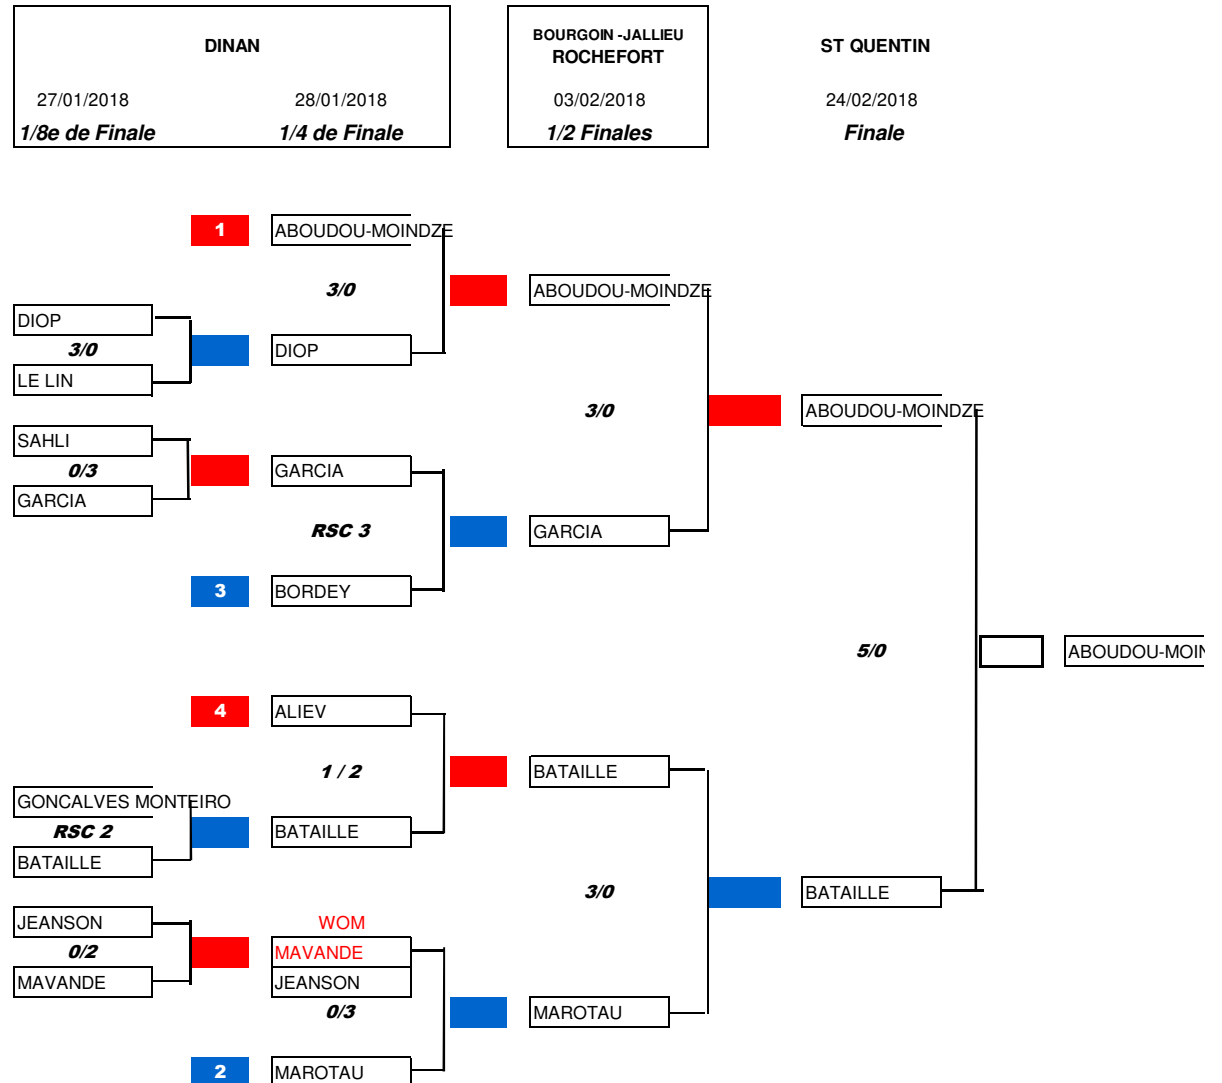 DINAN
BOURGOIN -JALLIEU
ROCHEFORT
ST QUENTIN
27/01/2018
28/01/2018
03/02/2018
24/02/2018
1/8e de Finale
1/4 de Finale
1/2 Finales
Finale
1
ABOUDOU-MOINDZE
3/0
ABOUDOU-MOINDZE
DIOP
3/0
DIOP
LE LIN
3/0
ABOUDOU-MOINDZE
SAHLI
0/3
GARCIA
GARCIA
RSC 3
GARCIA
3
BORDEY
5/0
ABOUDOU-MOIN
4
ALIEV
1 / 2
BATAILLE
GONCALVES MONTEIRO
RSC 2
BATAILLE
BATAILLE
3/0
BATAILLE
JEANSON
WOM
0/2
MAVANDE
MAVANDE
JEANSON
0/3
MAROTAU
2
MAROTAU